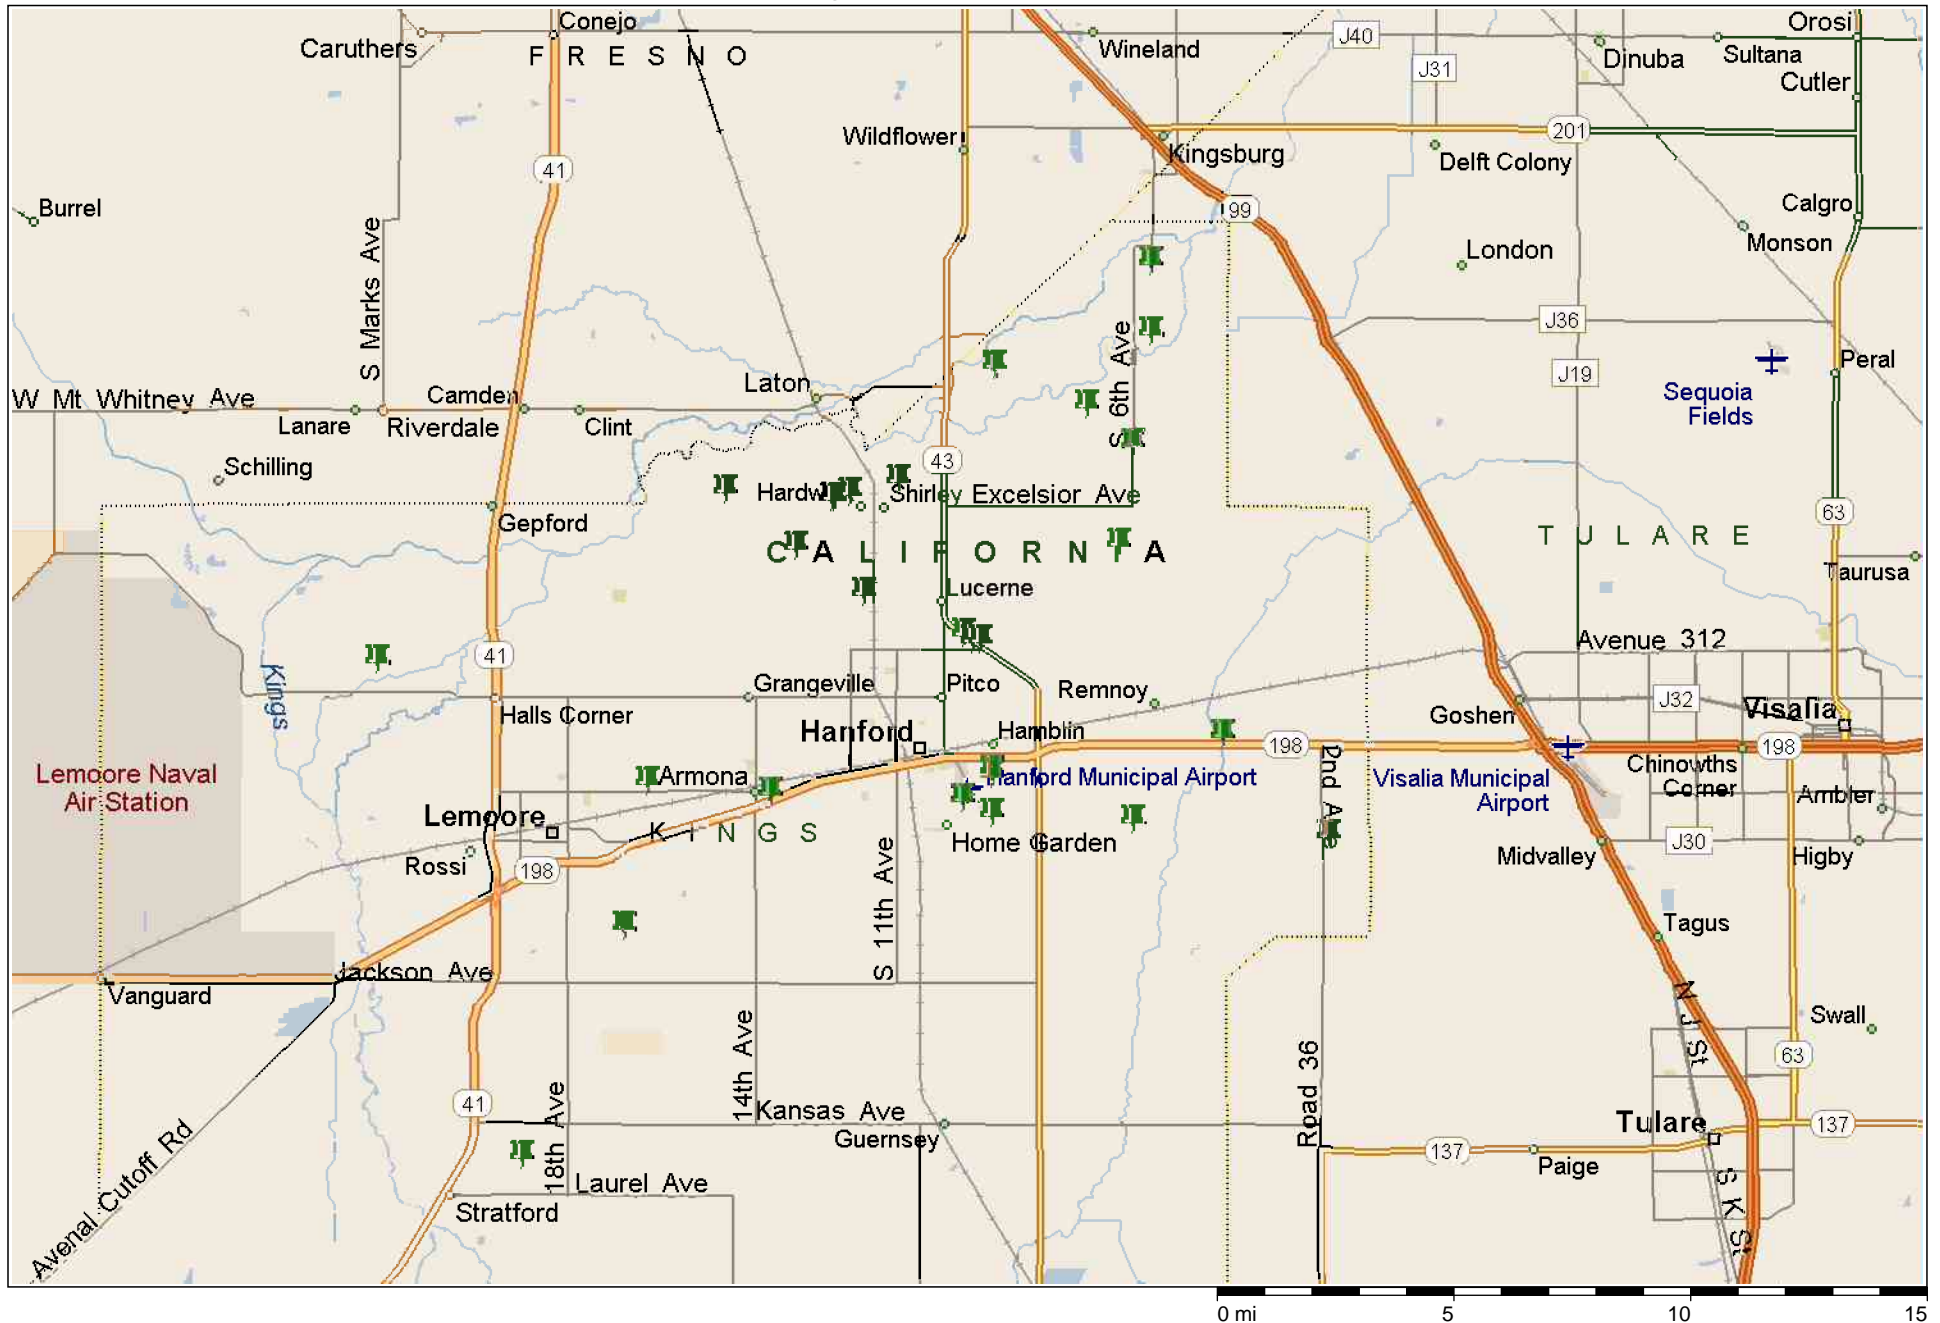 Conejo
Orosi
Caruthers
FRESNO
Wineland
J40
J31
Dinuba
Sultana
Cutler
Wildflower
Kingsburg
201
Delft Colony
41
Burrel
99
Calgro
Monson
London
S Marks Ave
S 6th Ave
J36
J19
Peral
Sequoia
Fields
W Mt Whitney Ave
Lanare
Riverdale
Camden
Clint
Laton
Schilling
43
Hardw
Shirley
Excelsior Ave
Gepford
63
CALIFORNIA
TULARE
Taurusa
Lucerne
Kings
41
Avenue 312
Grangeville
Pitco
Remnoy
J32
Halls Corner
Goshen
Visalia
Hanford
Hamblin
198
198
2nd Ave
Lemoore Naval
Air Station
Armona
Hanford Municipal Airport
Visalia Municipal
Airport
Chinowths
Corner
Ambler
Lemoore
KINGS
Home Garden
J30
Rossi
198
Midvalley
Higby
S 11th Ave
Tagus
Jackson Ave
Vanguard
N J St
Swall
14th Ave
Road 36
63
41
18th Ave
Kansas Ave
Guernsey
Tulare
137
137
Paige
Avenal Cutoff Rd
Laurel Ave
Stratford
S K St
0 mi
5
10
15